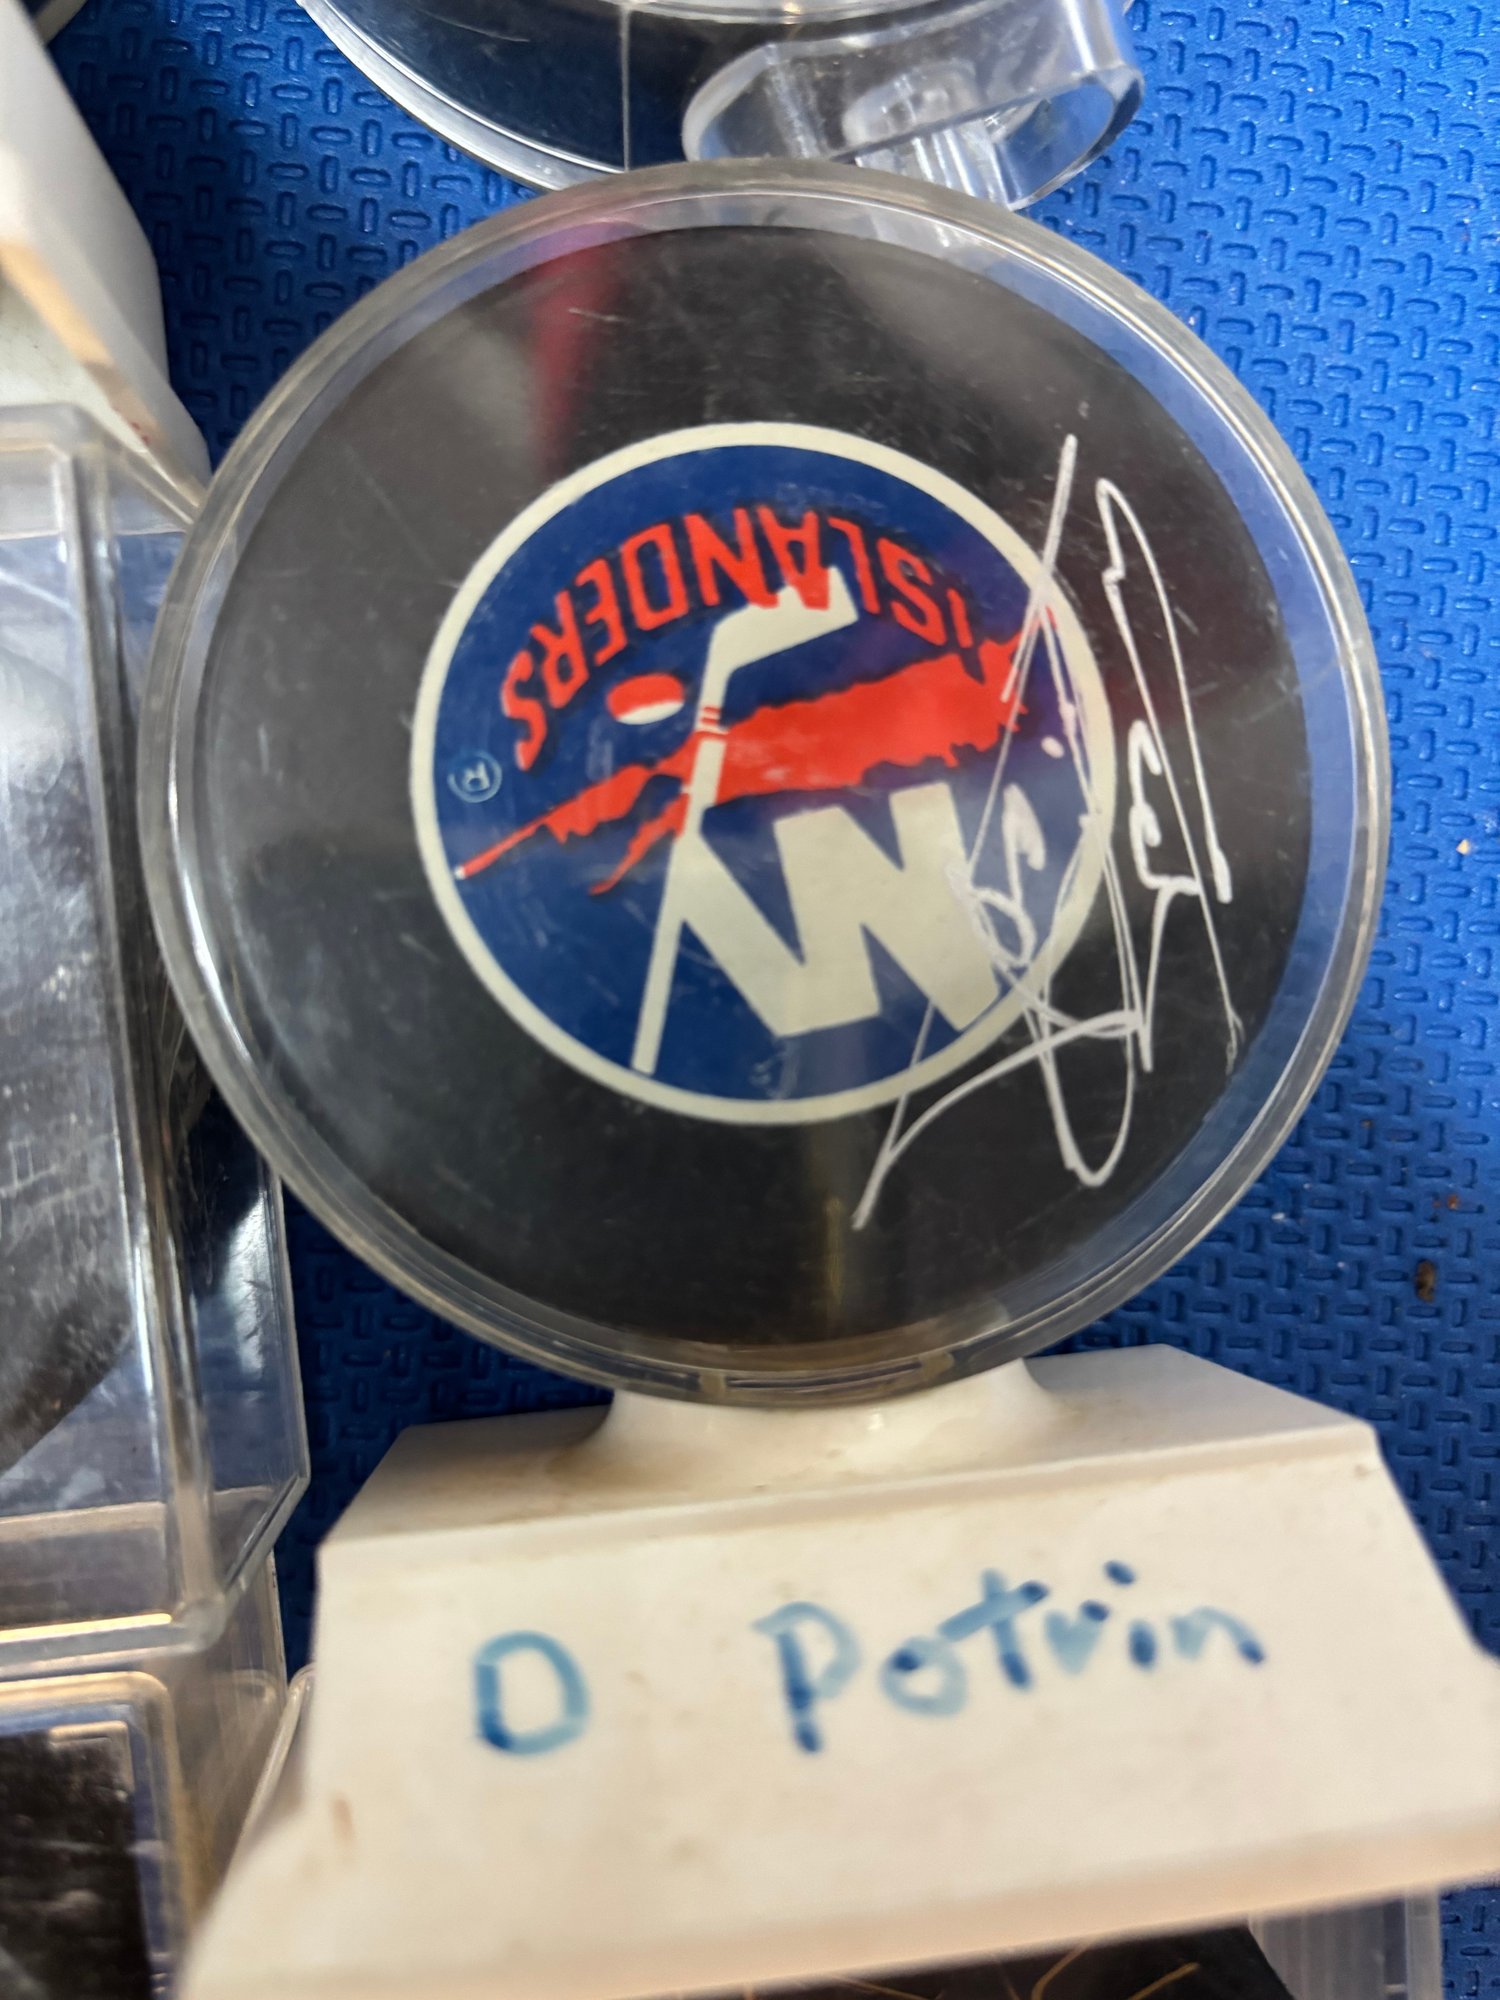 ISLANDERS
NY
®
D Potvin